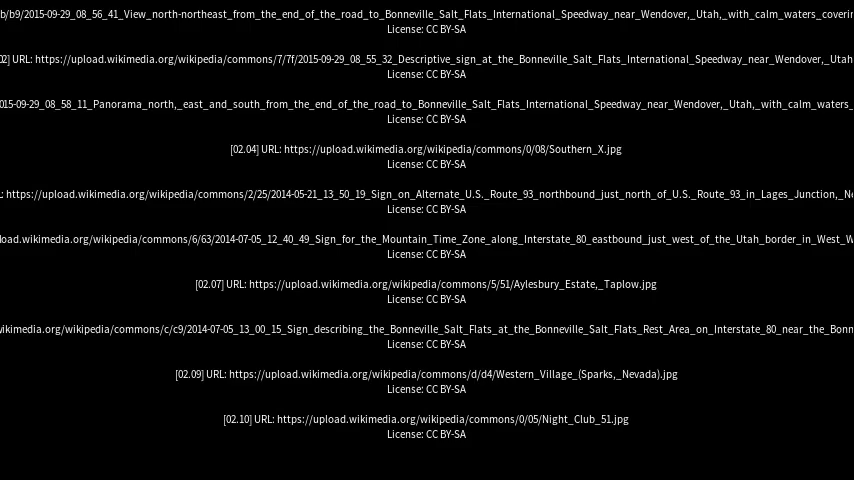 b/b9/2015-09-29_08_56_41_View_north-northeast_from_the_end_of_the_road_to_Bonneville_Salt_Flats_International_Speedway_near_Wendover,_Utah,_with_calm_waters_coverin
License: CC BY-SA
02] URL: https://upload.wikimedia.org/wikipedia/commons/7/7f/2015-09-29_08_55_32_Descriptive_sign_at_the_Bonneville_Salt_Flats_International_Speedway_near_Wendover,_Utah
License: CC BY-SA
015-09-29_08_58_11_Panorama_north,_east_and_south_from_the_end_of_the_road_to_Bonneville_Salt_Flats_International_Speedway_near_Wendover,_Utah,_with_calm_waters_
License: CC BY-SA
[02.04] URL: https://upload.wikimedia.org/wikipedia/commons/0/08/Southern_X.jpg
License: CC BY-SA
: https://upload.wikimedia.org/wikipedia/commons/2/25/2014-05-21_13_50_19_Sign_on_Alternate_U.S._Route_93_northbound_just_north_of_U.S._Route_93_in_Lages_Junction,_Ne
License: CC BY-SA
load.wikimedia.org/wikipedia/commons/6/63/2014-07-05_12_40_49_Sign_for_the_Mountain_Time_Zone_along_Interstate_80_eastbound_just_west_of_the_Utah_border_in_West_W
License: CC BY-SA
[02.07] URL: https://upload.wikimedia.org/wikipedia/commons/5/51/Aylesbury_Estate,_Taplow.jpg
License: CC BY-SA
wikimedia.org/wikipedia/commons/c/c9/2014-07-05_13_00_15_Sign_describing_the_Bonneville_Salt_Flats_at_the_Bonneville_Salt_Flats_Rest_Area_on_Interstate_80_near_the_Bonn
License: CC BY-SA
[02.09] URL: https://upload.wikimedia.org/wikipedia/commons/d/d4/Western_Village_(Sparks,_Nevada).jpg
License: CC BY-SA
[02.10] URL: https://upload.wikimedia.org/wikipedia/commons/0/05/Night_Club_51.jpg
License: CC BY-SA